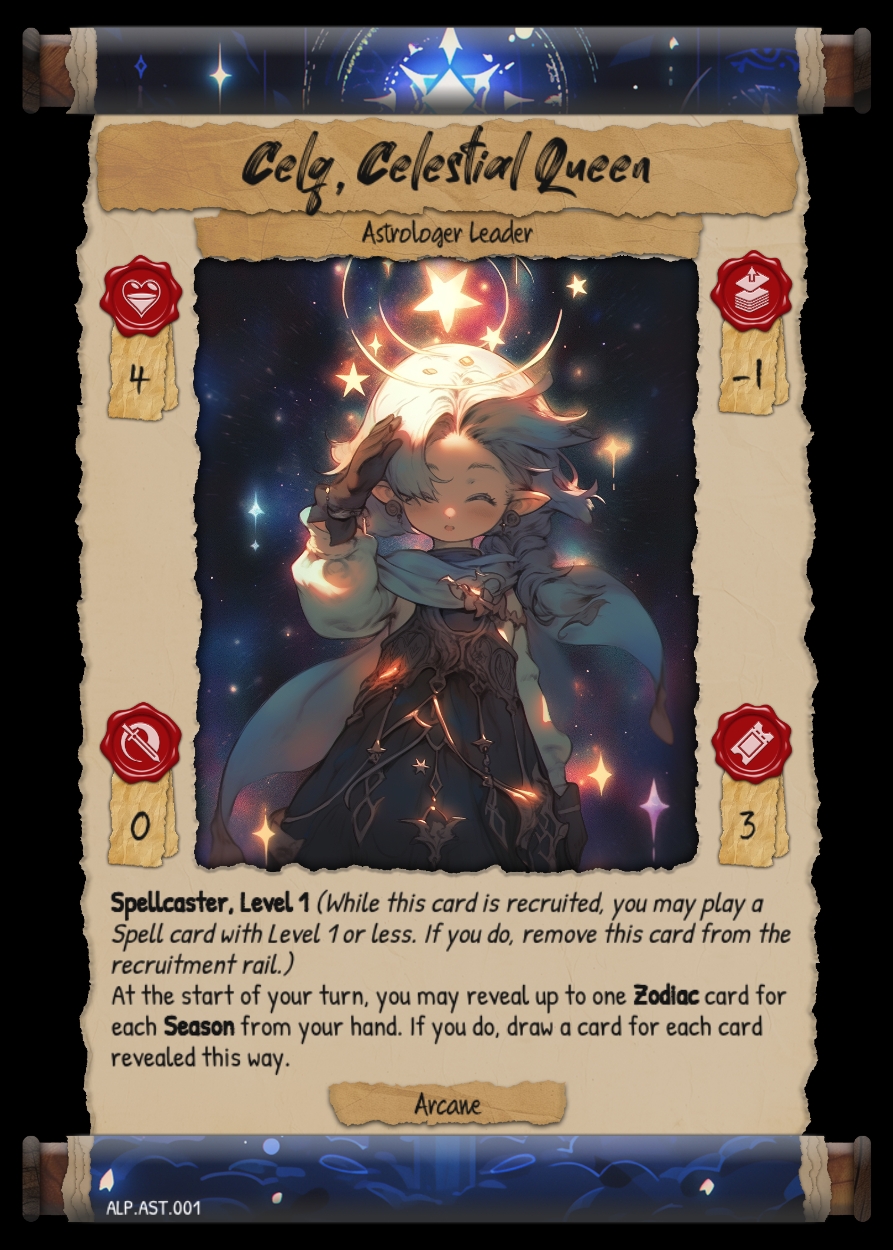 Celq, Celestial Queen
Astrologer Leader
4
-1
0
3
Spellcaster, Level 1 (While this card is recruited, you may play a
Spell card with Level 1 or less. If you do, remove this card from the
recruitment rail.)
At the start of your turn, you may reveal up to one Zodiac card for
each Season from your hand. If you do, draw a card for each card
revealed this way.
Arcane
ALP.AST.001